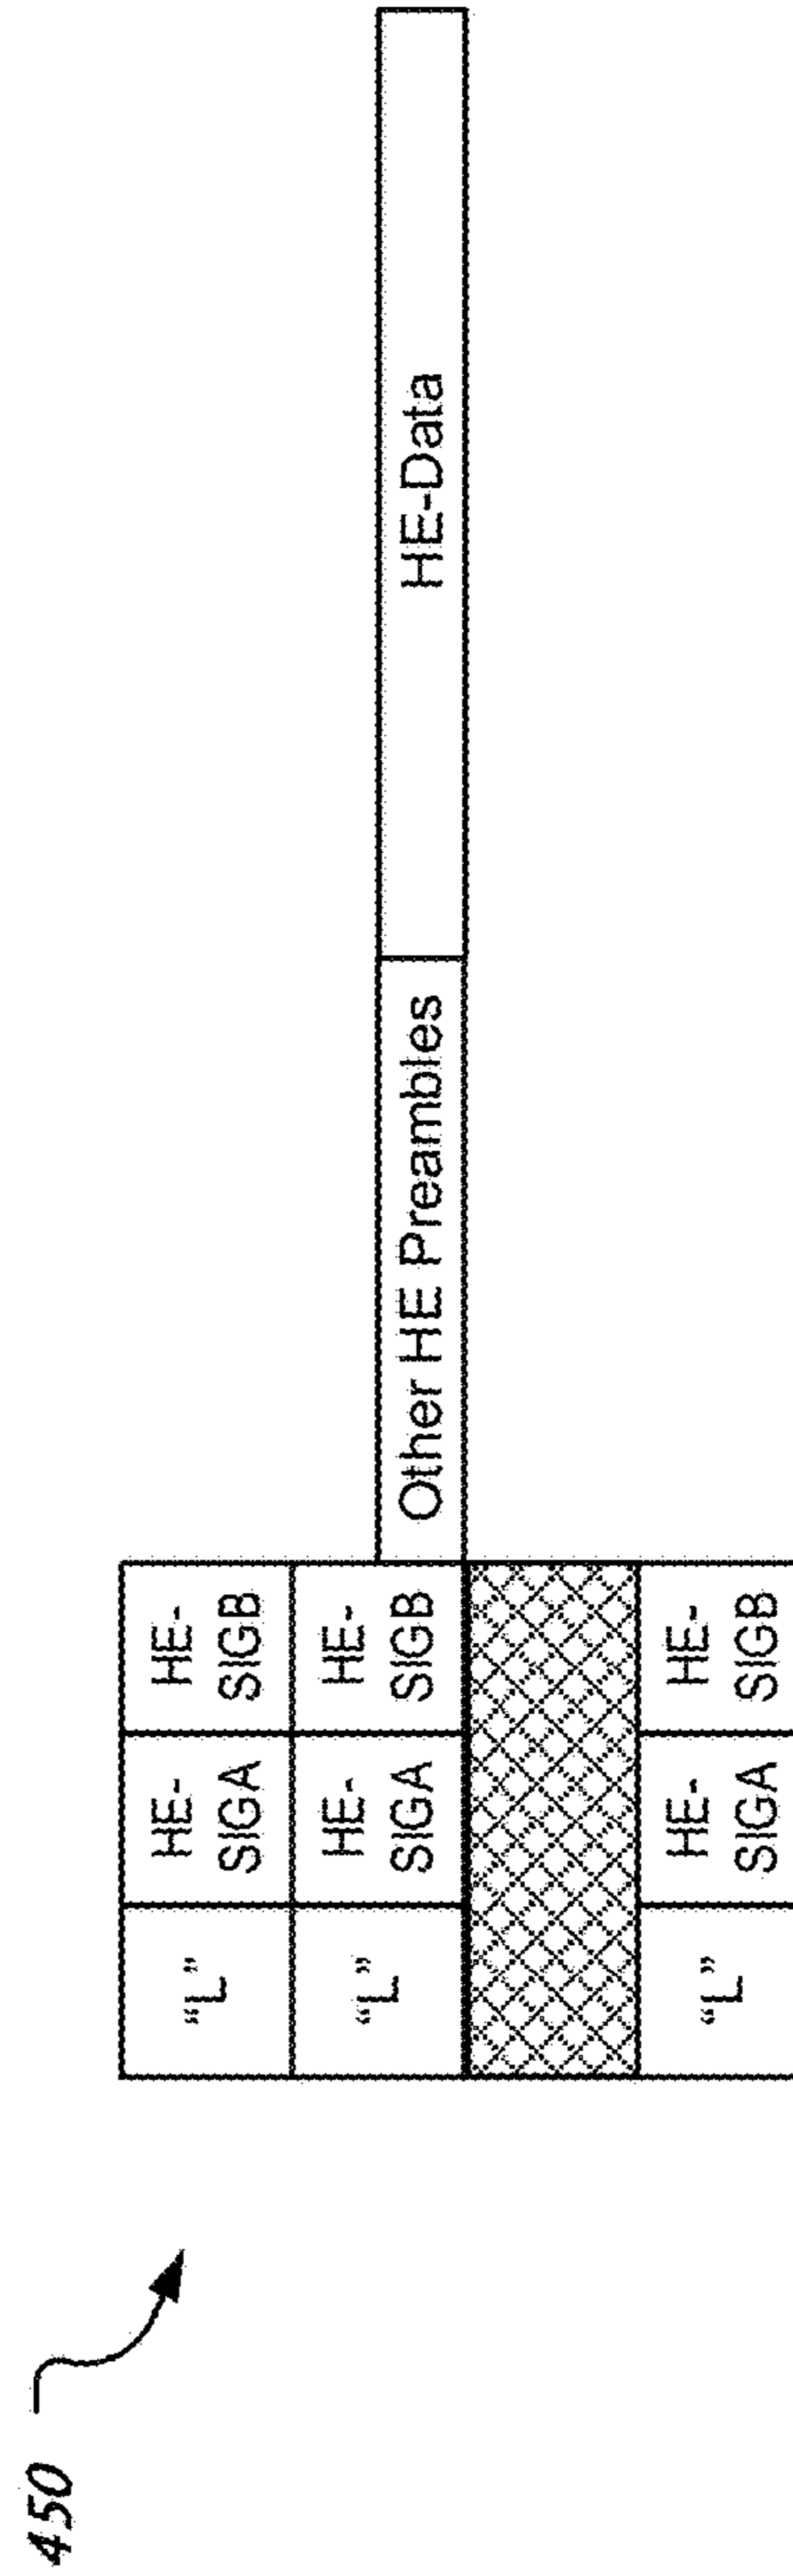 450
"L"
HE-
SIGA
HE-
SIGB
"L"
HE-
SIGA
HE-
SIGB
Other HE Preambles
HE-Data
"L"
HE-
SIGA
HE-
SIGB